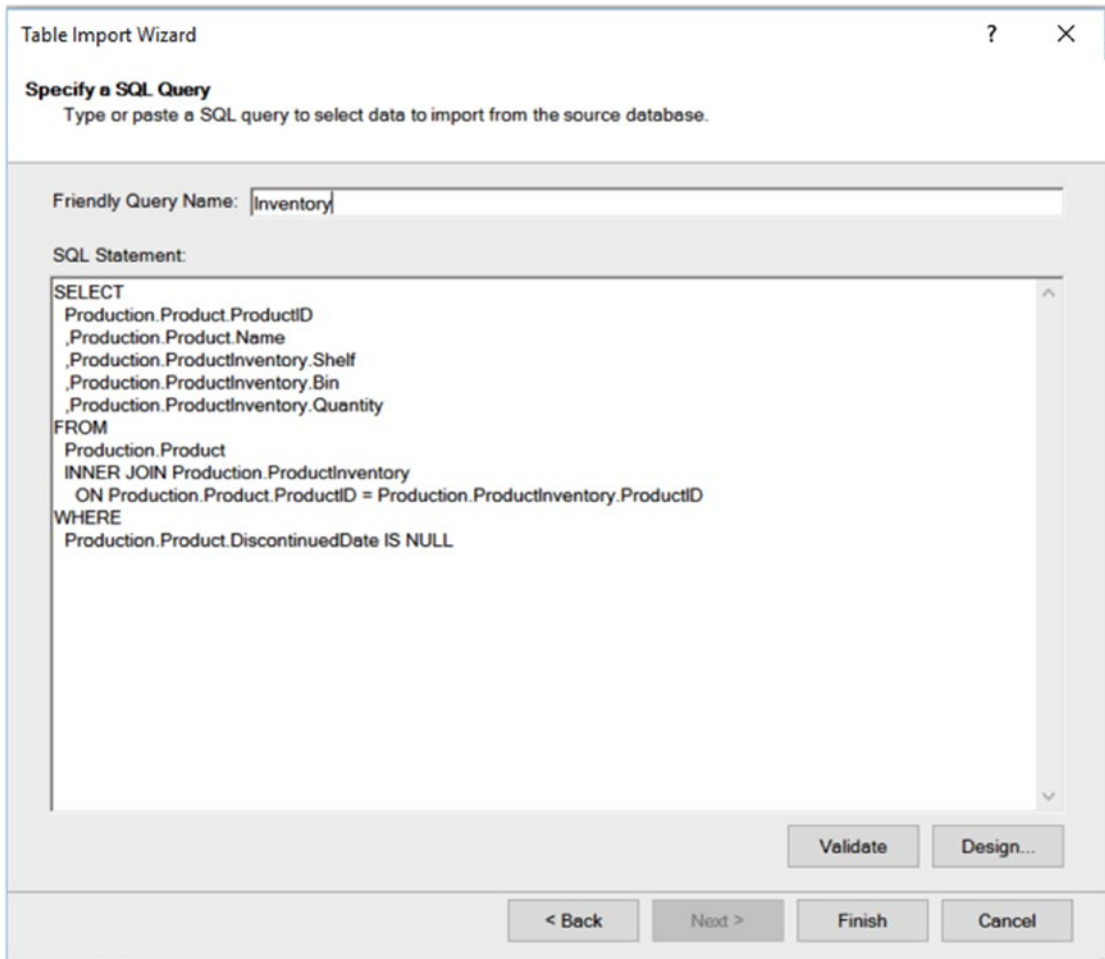 Table Import Wizard ? ×
Specify a SQL Query
Type or paste a SQL query to select data to import from the source database.
Friendly Query Name: Inventory
SQL Statement:
SELECT
Production.Product.ProductID
,Production.Product.Name
,Production.ProductInventory.Shelf
,Production.ProductInventory.Bin
,Production.ProductInventory.Quantity
FROM
Production.Product
INNER JOIN Production.ProductInventory
ON Production.Product.ProductID = Production.ProductInventory.ProductID
WHERE
Production.Product.DiscontinuedDate IS NULL
Validate Design...
< Back Next > Finish Cancel